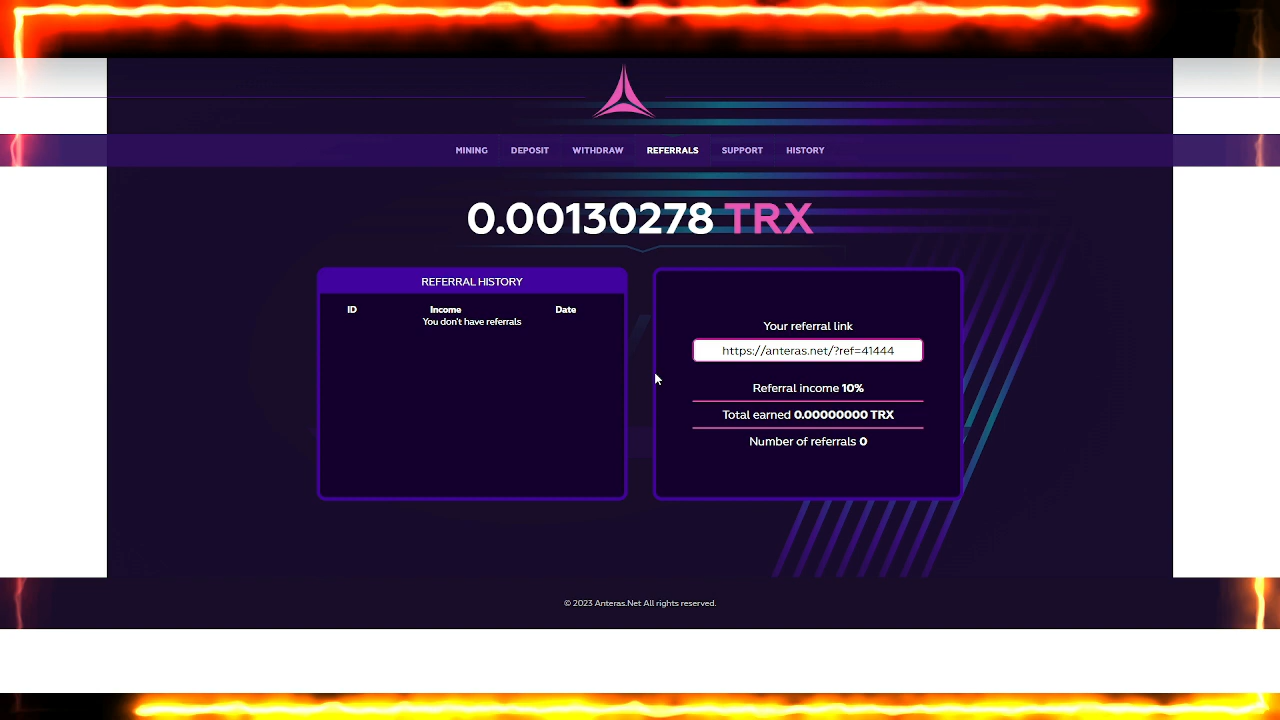 MINING DEPOSIT WITHDRAW REFERRALS SUPPORT HISTORY
0.00130278 TRX
REFERRAL HISTORY
ID Income Date
You don't have referrals
Your referral link
https://anteras.net/?ref=41444
Referral income 10%
Total earned 0.00000000 TRX
Number of referrals 0
© 2023 Anteras.Net All rights reserved.